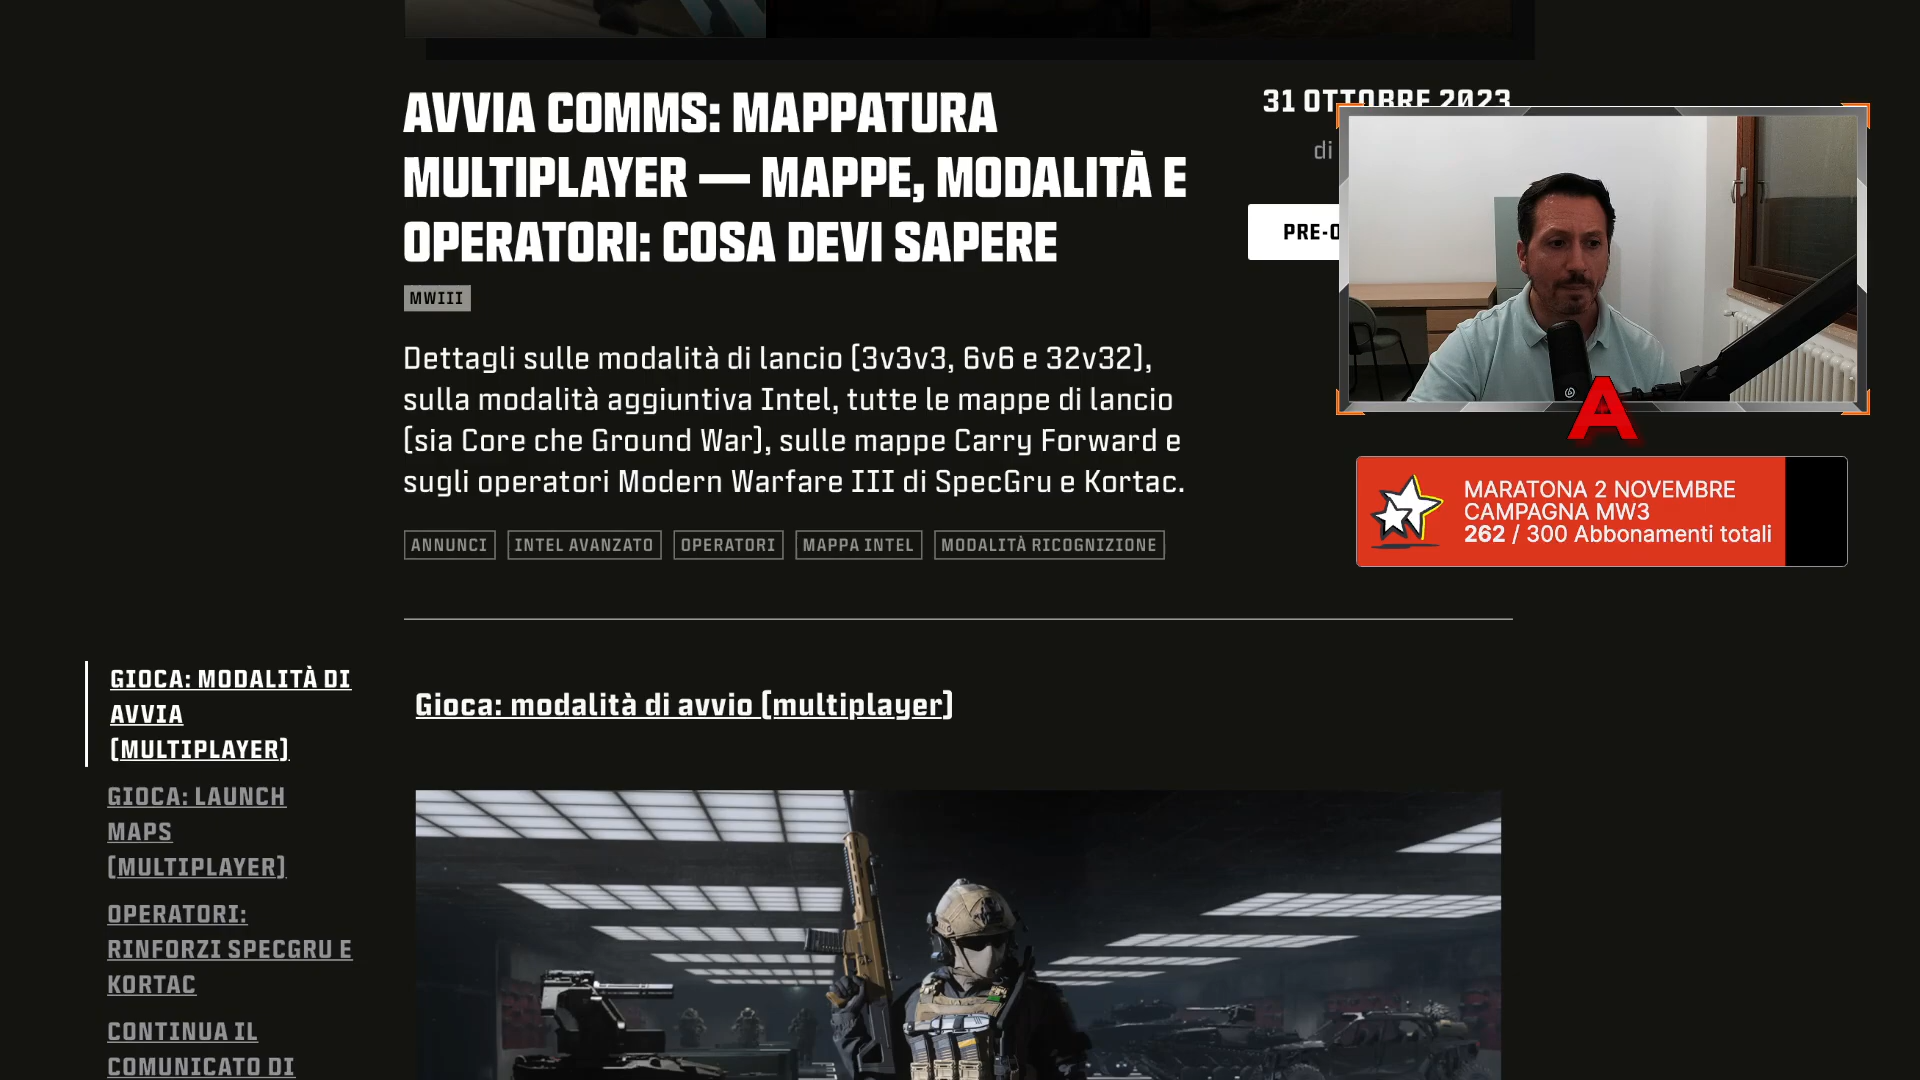 AVVIA COMMS: MAPPATURA
MULTIPLAYER — MAPPE, MODALITÀ E
OPERATORI: COSA DEVI SAPERE
MWIII
31 OTTOBRE 2023
di
PRE-O
Dettagli sulle modalità di lancio (3v3v3, 6v6 e 32v32),
sulla modalità aggiuntiva Intel, tutte le mappe di lancio
(sia Core che Ground War), sulle mappe Carry Forward e
sugli operatori Modern Warfare III di SpecGru e Kortac.
ANNUNCI
INTEL AVANZATO
OPERATORI
MAPPA INTEL
MODALITÀ RICOGNIZIONE
A
MARATONA 2 NOVEMBRE
CAMPAGNA MW3
262 / 300 Abbonamenti totali
GIOCA: MODALITÀ DI
AVVIA
(MULTIPLAYER)
GIOCA: LAUNCH
MAPS
(MULTIPLAYER)
OPERATORI:
RINFORZI SPECGRU E
KORTAC
CONTINUA IL
COMUNICATO DI
Gioca: modalità di avvio (multiplayer)